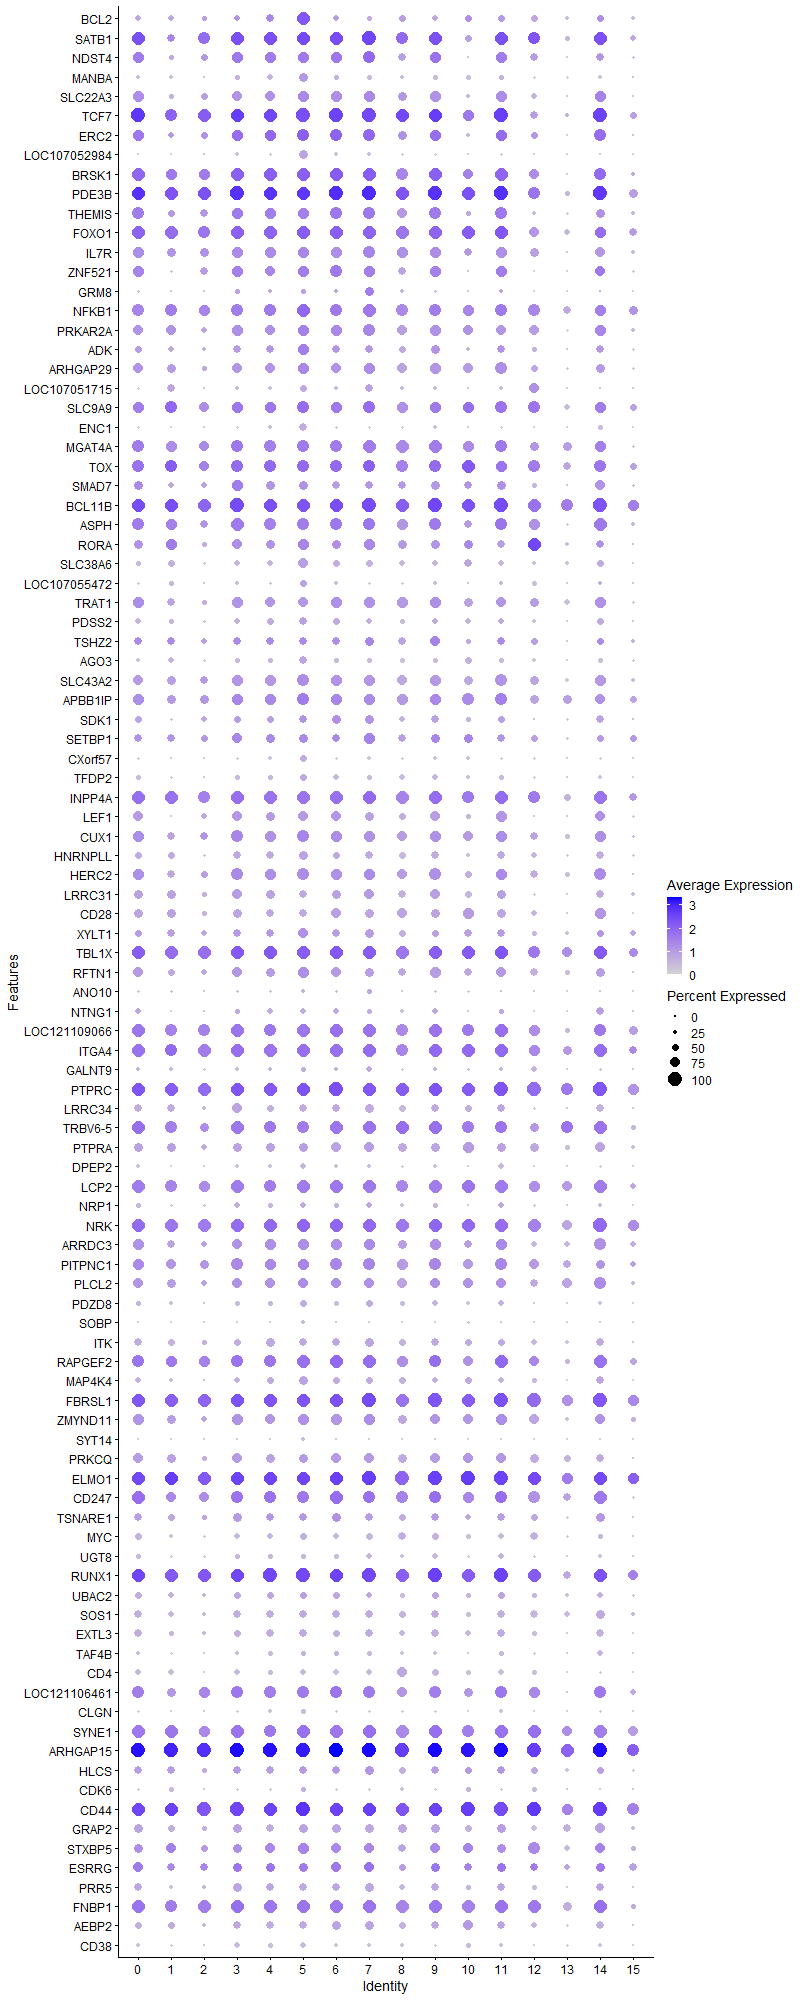 BCL2
SATB1
NDST4
MANBA
SLC22A3
TCF7
ERC2
LOC107052984
BRSK1
PDE3B
THEMIS
FOXO1
IL7R
ZNF521
GRM8
NFKB1
PRKAR2A
ADK
ARHGAP29
LOC107051715
SLC9A9
ENC1
MGAT4A
TOX
SMAD7
BCL11B
ASPH
RORA
SLC38A6
LOC107055472
TRAT1
PDSS2
TSHZ2
AGO3
SLC43A2
APBB1IP
SDK1
SETBP1
CXorf57
TFDP2
INPP4A
LEF1
CUX1
HNRNPLL
HERC2
LRRC31
CD28
XYLT1
TBL1X
RFTN1
ANO10
NTNG1
LOC121109066
ITGA4
GALNT9
PTPRC
LRRC34
TRBV6-5
PTPRA
DPEP2
LCP2
NRP1
NRK
ARRDC3
PITPNC1
PLCL2
PDZD8
SOBP
ITK
RAPGEF2
MAP4K4
FBRSL1
ZMYND11
SYT14
PRKCQ
ELMO1
CD247
TSNARE1
MYC
UGT8
RUNX1
UBAC2
SOS1
EXTL3
TAF4B
CD4
LOC121106461
CLGN
SYNE1
ARHGAP15
HLCS
CDK6
CD44
GRAP2
STXBP5
ESRRG
PRR5
FNBP1
AEBP2
CD38
Features
0 1 2 3 4 5 6 7 8 9 10 11 12 13 14 15
Identity
Average Expression
3
2
1
0
Percent Expressed
0
25
50
75
100